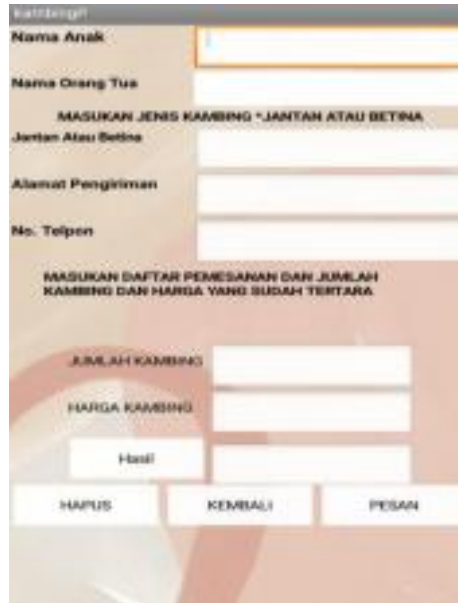 kambingP
Nama Anak
Nama Orang Tua
MASUKAN JENIS KAMBING *JANTAN ATAU BETINA
Jantan Atau Betina
Alamat Pengiriman
No. Telpon
MASUKAN DAFTAR PEMESANAN DAN JUMLAH
KAMBING DAN HARGA YANG SUDAH TERTARA
JUMLAH KAMBING
HARGA KAMBING
Hasil
HAPUS KEMBALI PESAN